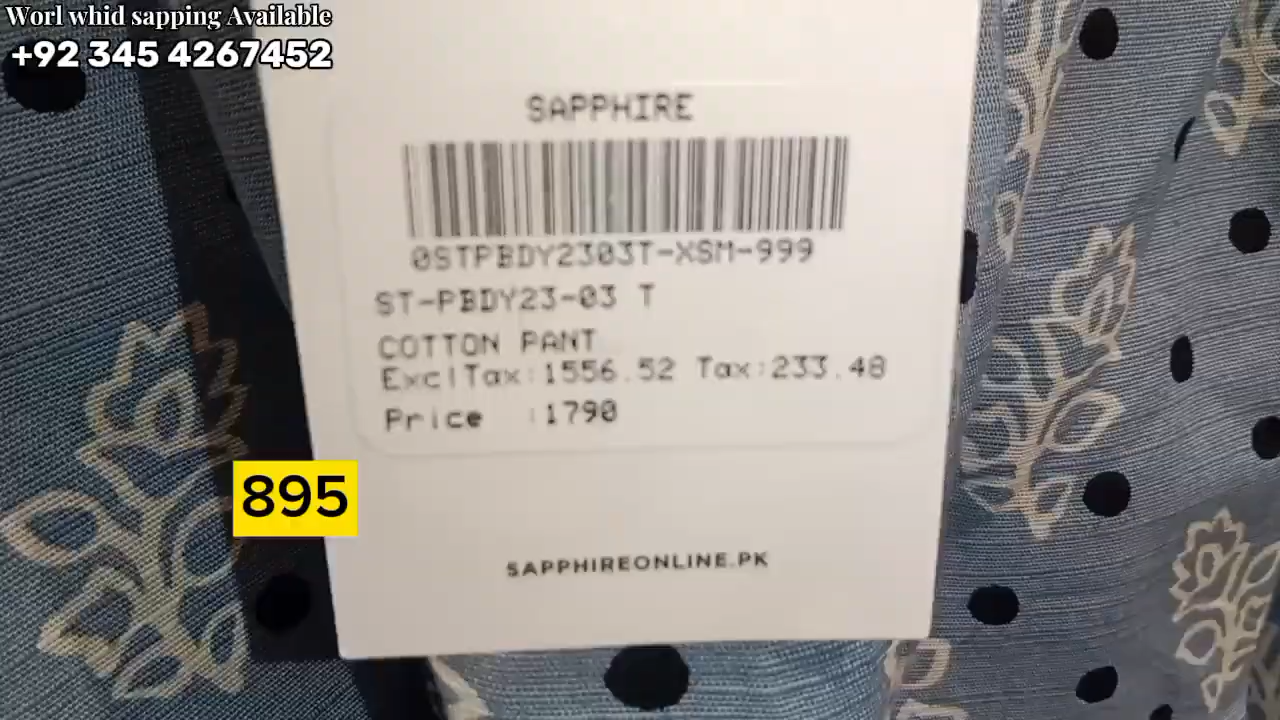 Worl whid sapping Available
+92 345 4267452
SAPPHIRE
0STPBDY2303T-XSM-999
ST-PBDY23-03 T
COTTON PANT
ExclTax:1556.52 Tax:233.48
Price :1790
895
SAPPHIREONLINE.PK